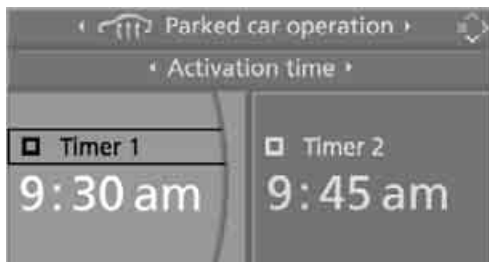 Parked car operation
Activation time
Timer 1
Timer 2
9:30 am
9:45 am